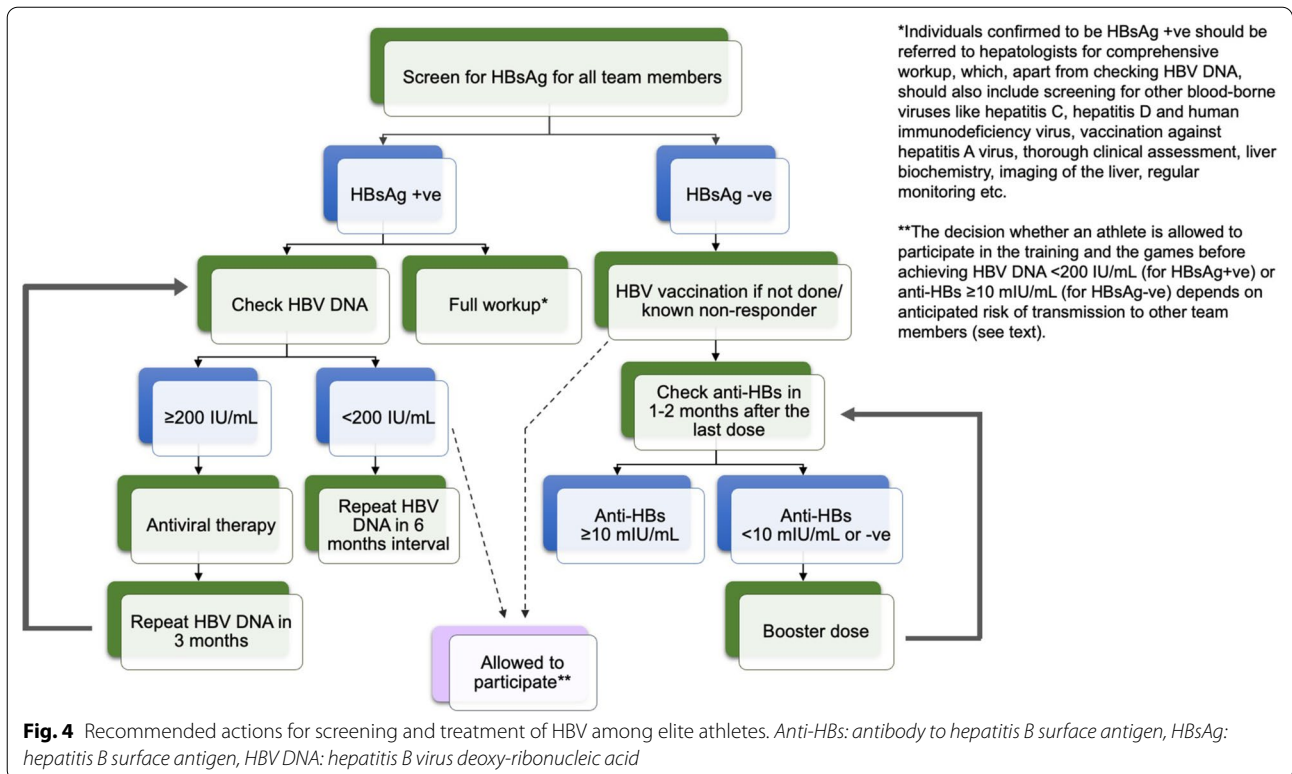 Screen for HBsAg for all team members
HBsAg +ve
HBsAg -ve
Check HBV DNA
Full workup*
HBV vaccination if not done/
known non-responder
≥200 IU/mL
<200 IU/mL
Check anti-HBs in
1-2 months after the
last dose
Antiviral therapy
Repeat HBV
DNA in 6
months interval
Anti-HBs
≥10 mIU/mL
Anti-HBs
<10 mIU/mL or -ve
Repeat HBV DNA in
3 months
Allowed to
participate**
Booster dose
*Individuals confirmed to be HBsAg +ve should be
referred to hepatologists for comprehensive
workup, which, apart from checking HBV DNA,
should also include screening for other blood-borne
viruses like hepatitis C, hepatitis D and human
immunodeficiency virus, vaccination against
hepatitis A virus, thorough clinical assessment, liver
biochemistry, imaging of the liver, regular
monitoring etc.
**The decision whether an athlete is allowed to
participate in the training and the games before
achieving HBV DNA <200 IU/mL (for HBsAg+ve) or
anti-HBs ≥10 mIU/mL (for HBsAg-ve) depends on
anticipated risk of transmission to other team
members (see text).
Fig. 4 Recommended actions for screening and treatment of HBV among elite athletes. Anti-HBs: antibody to hepatitis B surface antigen, HBsAg:
hepatitis B surface antigen, HBV DNA: hepatitis B virus deoxy-ribonucleic acid